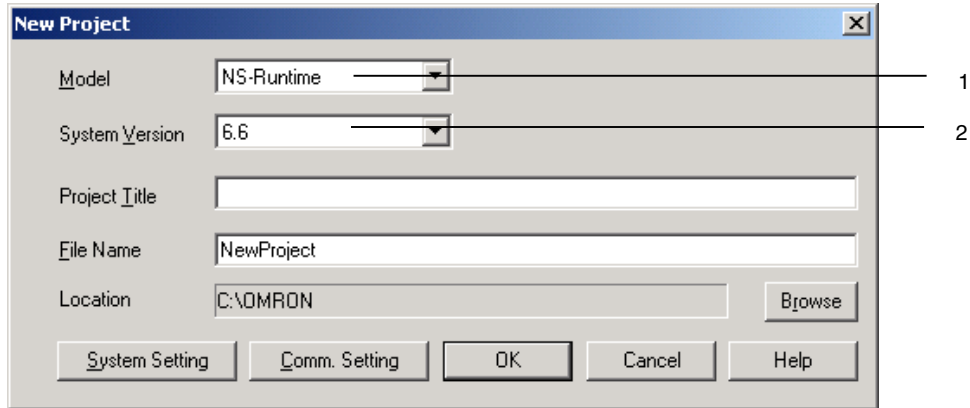 New Project
Model NS-Runtime 1
System Version 6.6 2
Project Title
File Name NewProject
Location C:\OMRON Browse
System Setting Comm. Setting OK Cancel Help